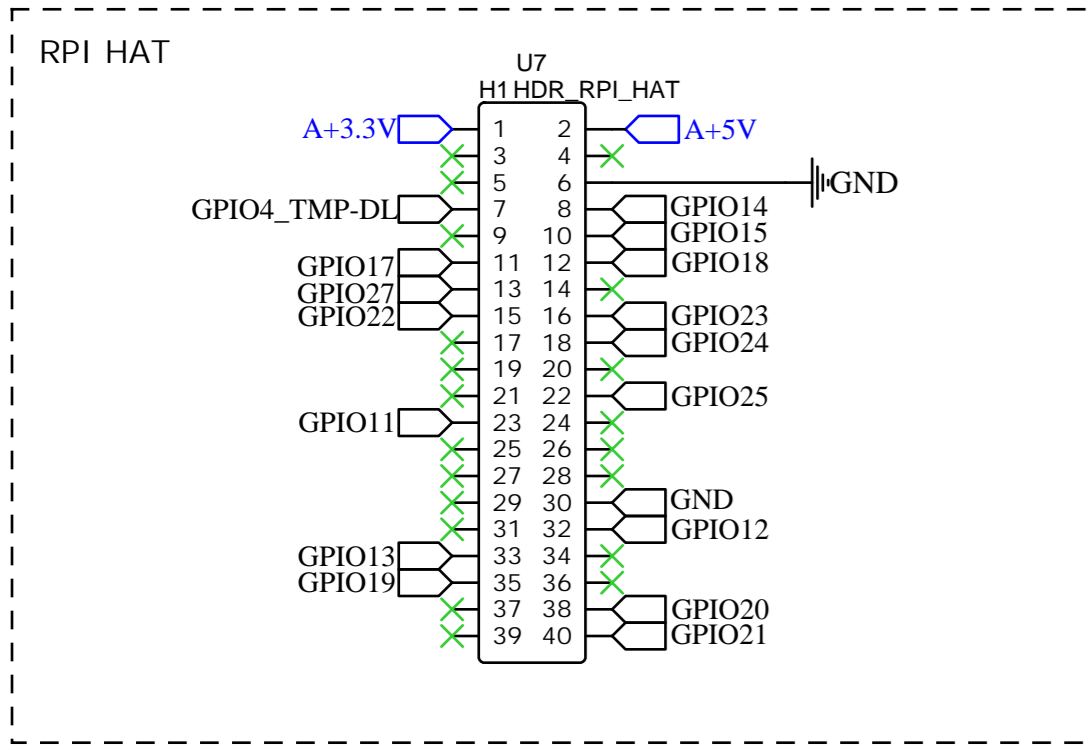 RPI HAT
U7
H1 HDR_RPI_HAT
A+3.3V 1 2 A+5V
3 4
5 6 GND
GPIO4_TMP-DL 7 8 GPIO14
9 10 GPIO15
GPIO17 11 12 GPIO18
GPIO27 13 14
GPIO22 15 16 GPIO23
17 18 GPIO24
19 20
21 22 GPIO25
GPIO11 23 24
25 26
27 28
29 30 GND
31 32 GPIO12
GPIO13 33 34
GPIO19 35 36
37 38 GPIO20
39 40 GPIO21